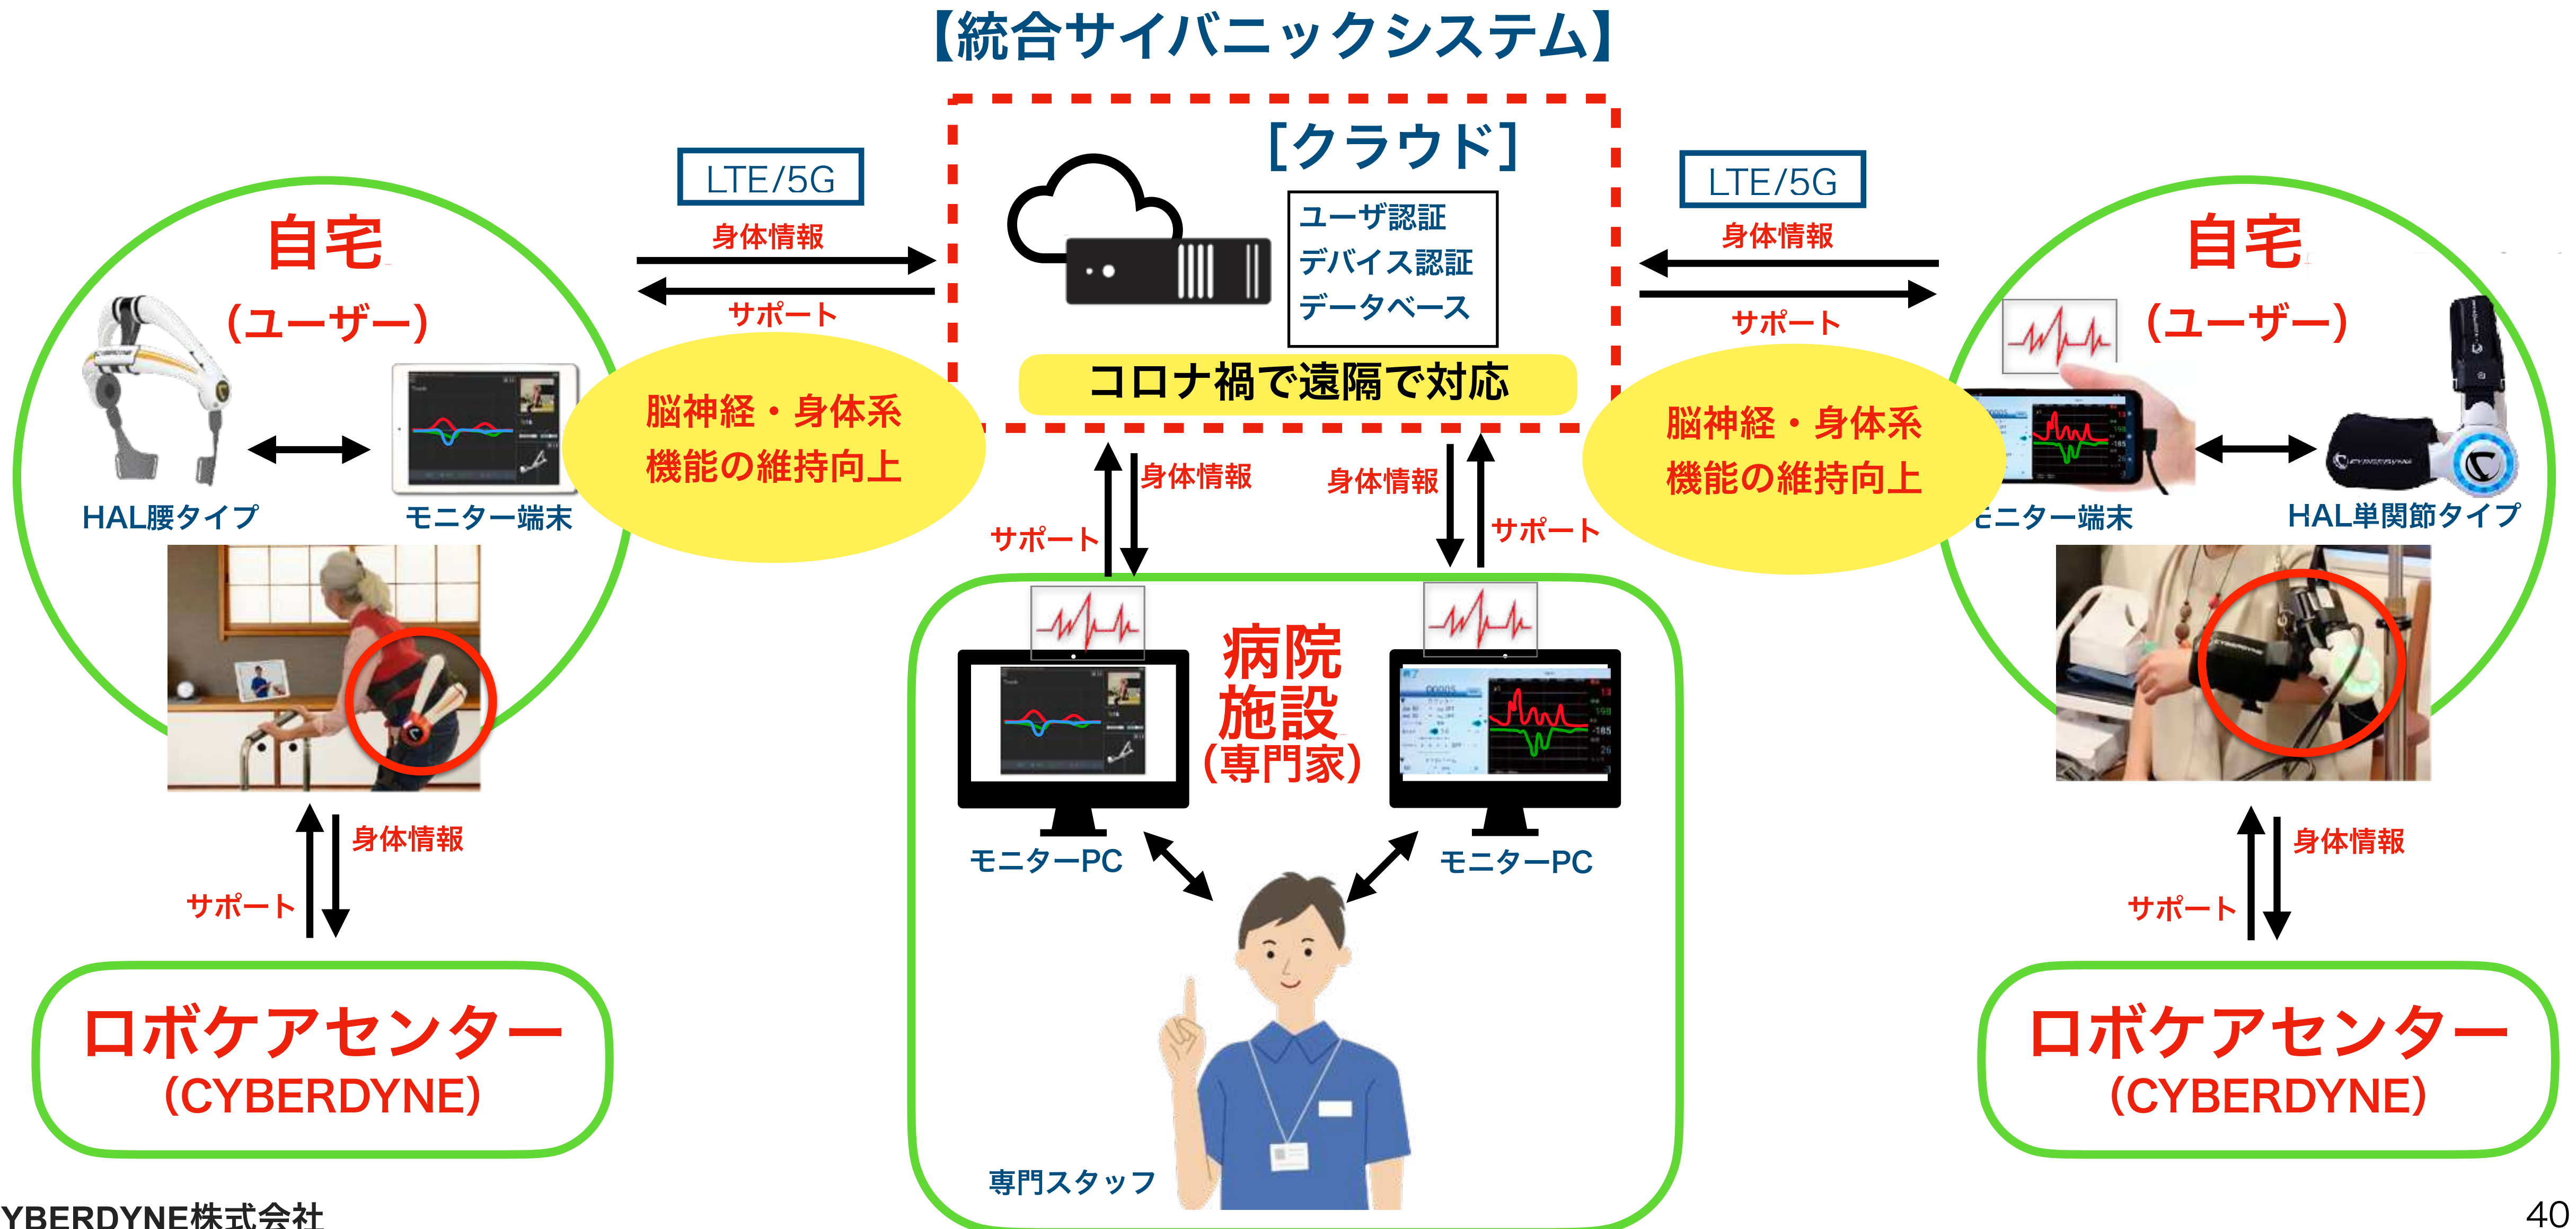 【統合サイバニックシステム】
[クラウド]
ユーザ認証
デバイス認証
データベース
コロナ禍で遠隔で対応
LTE/5G
身体情報
サポート
LTE/5G
身体情報
サポート
自宅
(ユーザー)
CYBERDYNE
HAL腰タイプ
モニター端末
脳神経・身体系
機能の維持向上
自宅
(ユーザー)
CYBERDYNE
モニター端末
HAL単関節タイプ
脳神経・身体系
機能の維持向上
身体情報
サポート
身体情報
サポート
病院
施設
(専門家)
00005
13
198
-185
26
モニターPC
モニターPC
専門スタッフ
身体情報
サポート
ロボケアセンター
(CYBERDYNE)
CYBERDYNE
身体情報
サポート
ロボケアセンター
(CYBERDYNE)
YBERDYNE株式会社
40